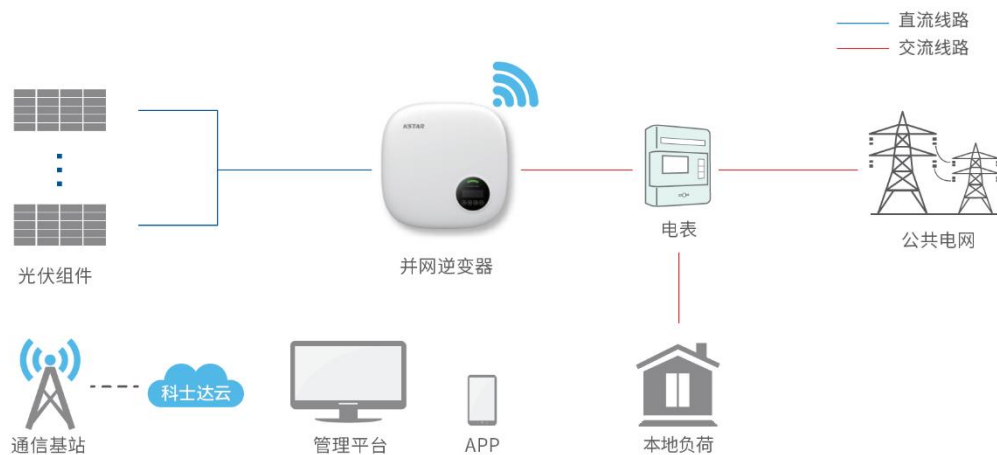 直流线路
交流线路
KSTAR
光伏组件
并网逆变器
电表
公共电网
科士达云
通信基站
管理平台
APP
本地负荷